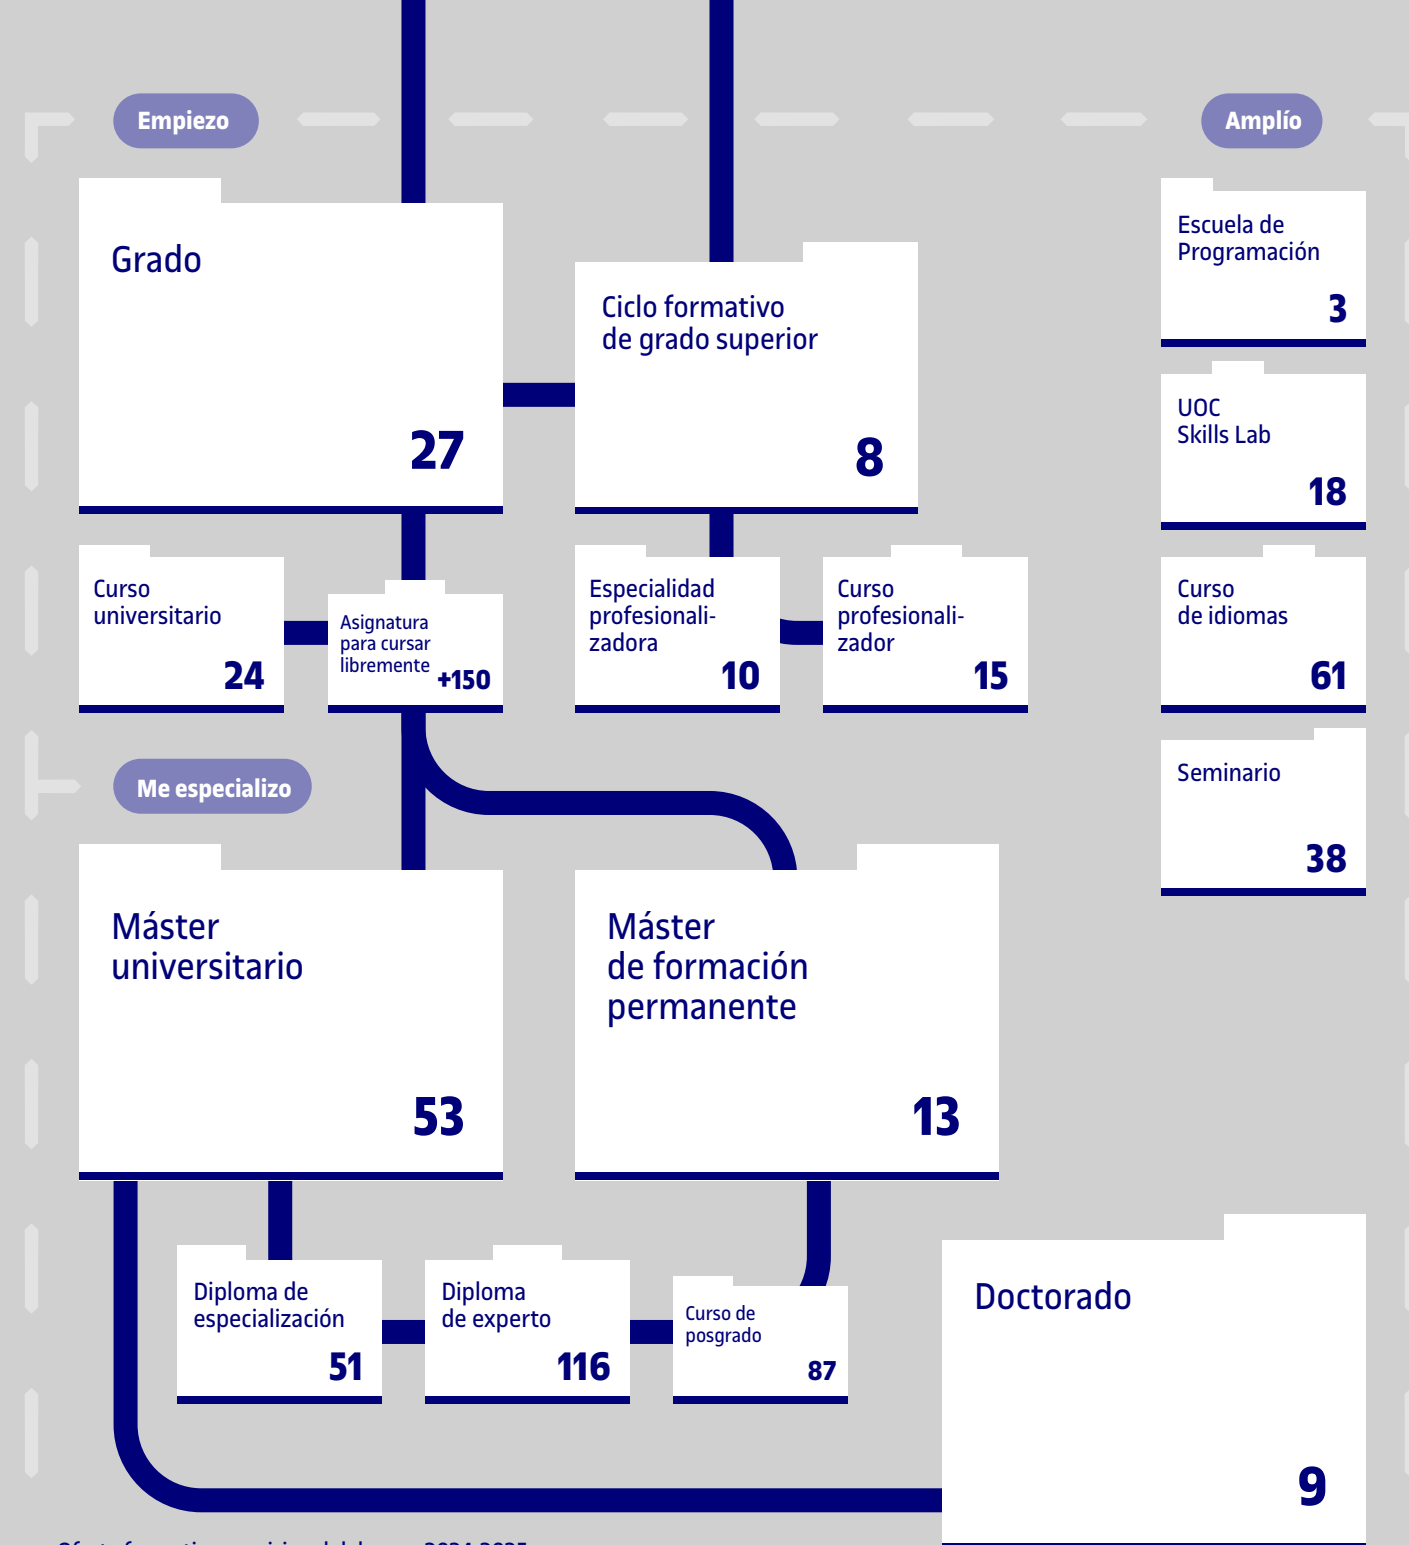 Empiezo
Grado
27
Ciclo formativo
de grado superior
8
Curso
universitario
24
Asignatura
para cursar
libremente
+150
Especialidad
profesionali-
zadora
10
Curso
profesionali-
zador
15
Amplío
Escuela de
Programación
3
UOC
Skills Lab
18
Curso
de idiomas
61
Seminario
38
Me especializo
Máster
universitario
53
Máster
de formación
permanente
13
Diploma de
especialización
51
Diploma
de experto
116
Curso de
posgrado
87
Doctorado
9